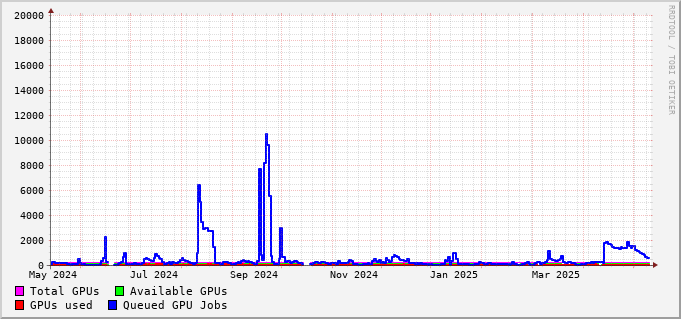 20000
18000
16000
14000
12000
10000
8000
6000
4000
2000
0
May 2024 Jul 2024 Sep 2024 Nov 2024 Jan 2025 Mar 2025
Total GPUs Available GPUs
GPUs used Queued GPU Jobs
RRDTOOL / TOBI OETIKER